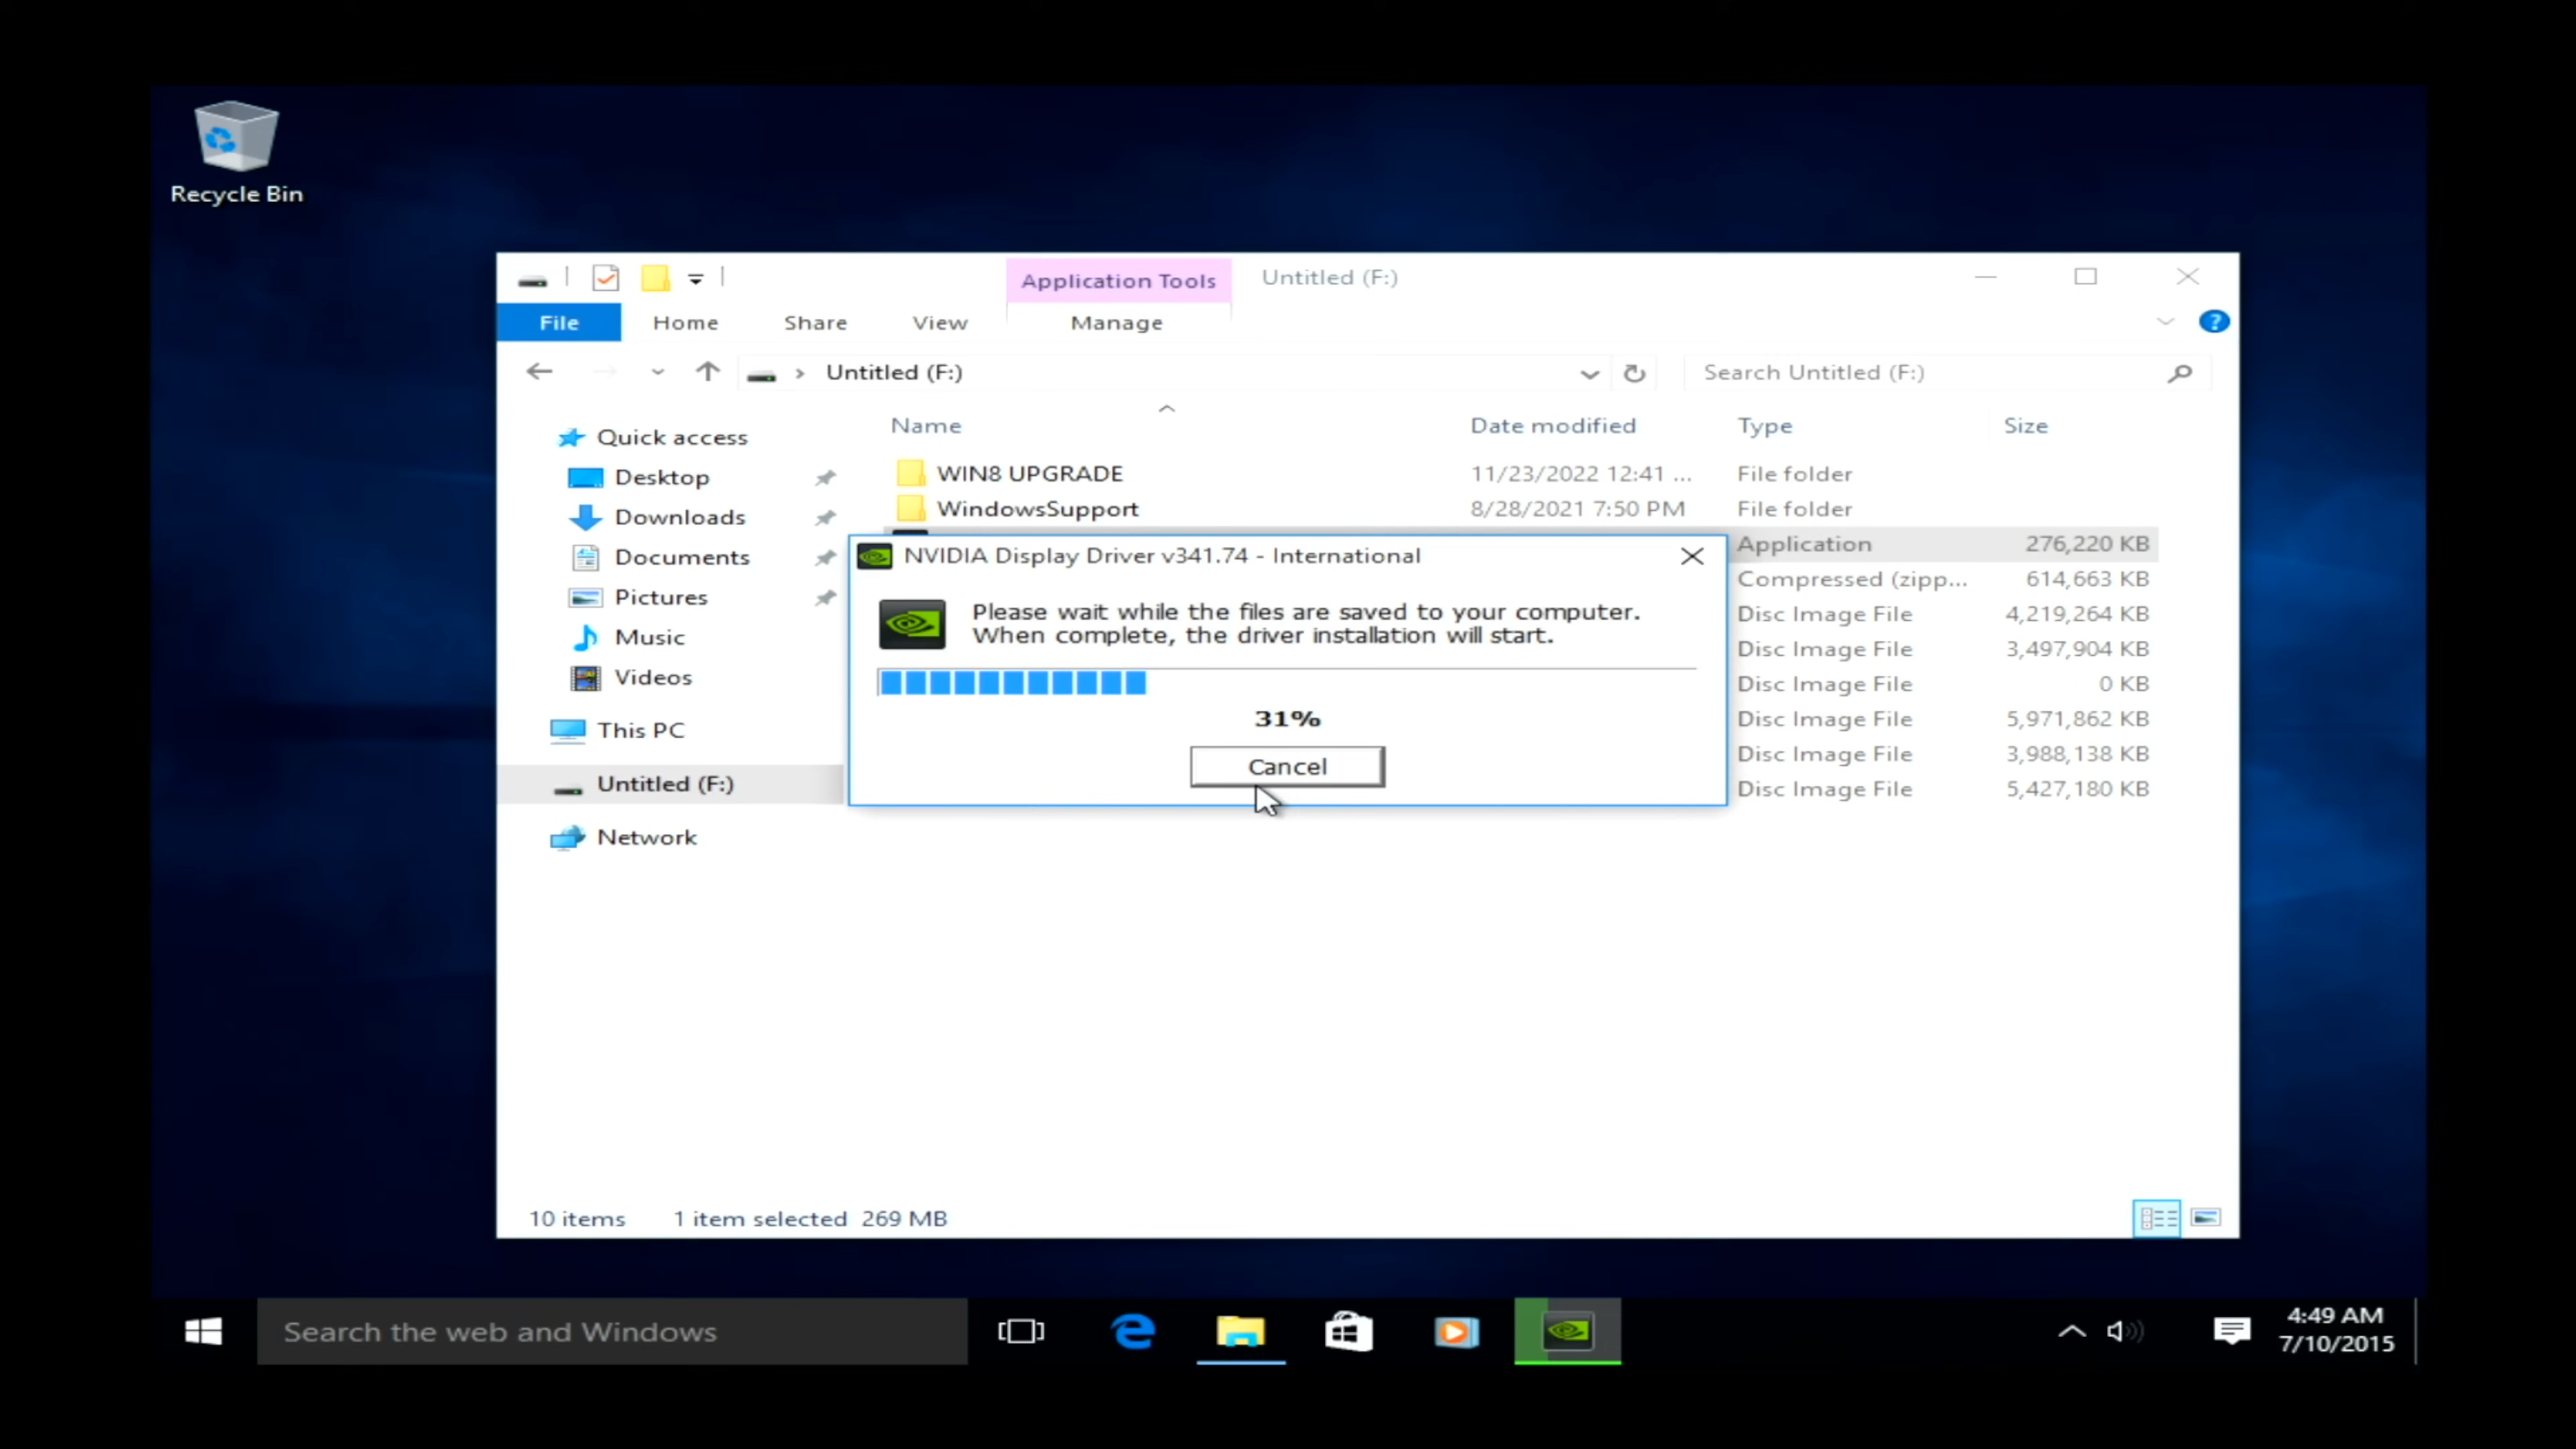 Recycle Bin
Application Tools
Untitled (F:)
File
Home
Share
View
Manage
?
Untitled (F:)
Search Untitled (F:)
Name
Date modified
Type
Size
Quick access
Desktop
Downloads
Documents
Pictures
Music
Videos
This PC
Untitled (F:)
Network
WIN8 UPGRADE 11/23/2022 12:41 ... File folder
WindowsSupport 8/28/2021 7:50 PM File folder
Application 276,220 KB
Compressed (zipp... 614,663 KB
Disc Image File 4,219,264 KB
Disc Image File 3,497,904 KB
Disc Image File 0 KB
Disc Image File 5,971,862 KB
Disc Image File 3,988,138 KB
Disc Image File 5,427,180 KB
NVIDIA Display Driver v341.74 - International
Please wait while the files are saved to your computer.
When complete, the driver installation will start.
31%
Cancel
10 items
1 item selected 269 MB
Search the web and Windows
4:49 AM
7/10/2015